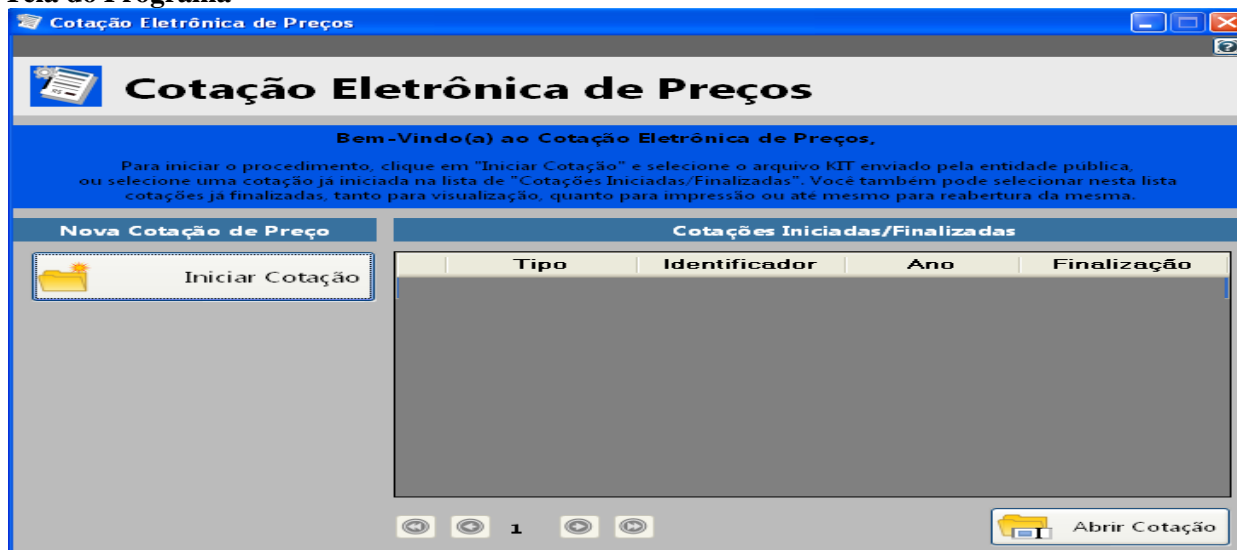 Tela do Programa
Cotação Eletrônica de Preços
Cotação Eletrônica de Preços
Bem-Vindo(a) ao Cotação Eletrônica de Preços,
Para iniciar o procedimento, clique em "Iniciar Cotação" e selecione o arquivo KIT enviado pela entidade pública,
ou selecione uma cotação já iniciada na lista de "Cotações Iniciadas/Finalizadas". Você também pode selecionar nesta lista
cotações já finalizadas, tanto para visualização, quanto para impressão ou até mesmo para reabertura da mesma.
Nova Cotação de Preço
Cotações Iniciadas/Finalizadas
Iniciar Cotação
Tipo Identificador Ano Finalização
1
Abrir Cotação